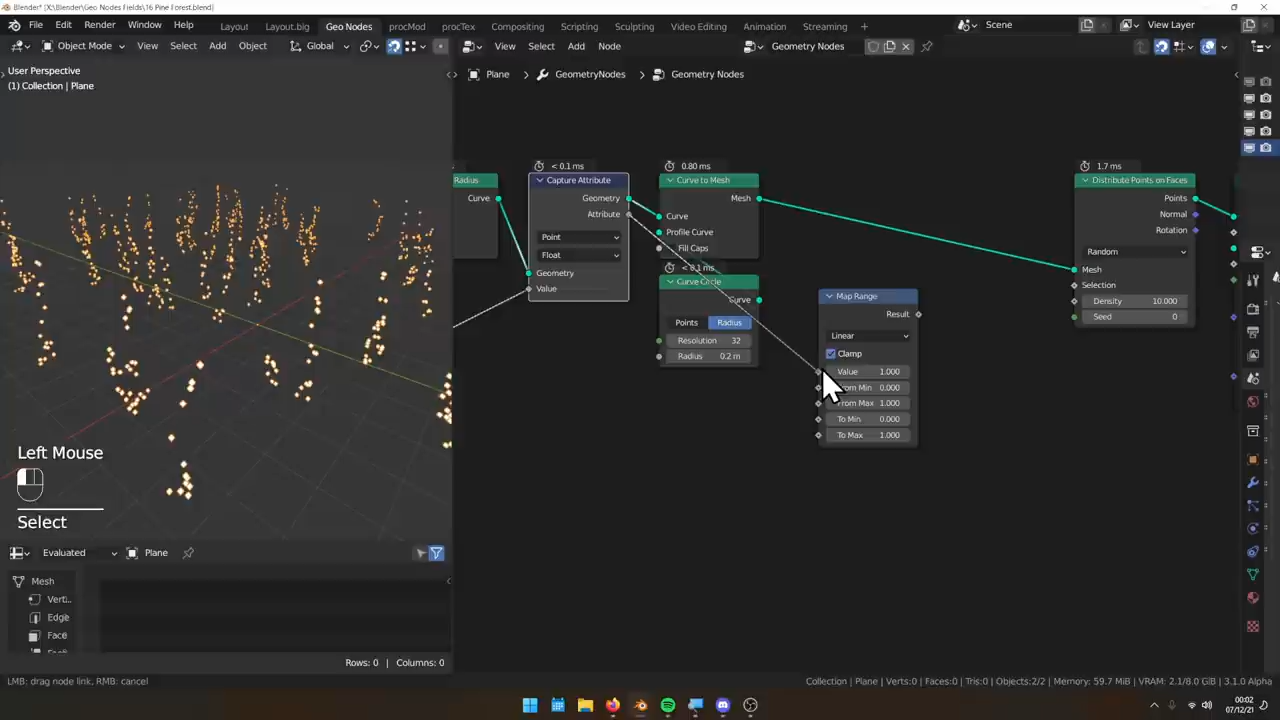 Blender* [X:\Blender\Geo Nodes Fields\16 Pine Forest.blend]
File Edit Render Window Help Layout Layout.big Geo Nodes procMod procTex Compositing Scripting Sculpting Video Editing Animation Streaming Scene View Layer
Object Mode View Select Add Object Global View Select Add Node Geometry Nodes
User Perspective
(1) Collection | Plane
Plane GeometryNodes Geometry Nodes
< 0.1 ms
0.80 ms
1.7 ms
Radius
Curve
Capture Attribute
Geometry
Attribute
Point
Float
Geometry
Value
Curve to Mesh
Mesh
Curve
Profile Curve
Fill Caps
< 0.1 ms
Curve Circle
Curve
Points Radius
Resolution 32
Radius 0.2 m
Map Range
Result
Linear
Clamp
Value 1.000
From Min 0.000
From Max 1.000
To Min 0.000
To Max 1.000
Distribute Points on Faces
Points
Normal
Rotation
Random
Mesh
Selection
Density 10.000
Seed 0
Left Mouse
Select
Evaluated Plane
Mesh
Verti..
Edge
Face
Rows: 0 | Columns: 0
LMB: drag node link, RMB: cancel
Collection | Plane | Verts:0 | Faces:0 | Tris:0 | Objects:2/2 | Memory: 59.7 MiB | VRAM: 2.1/8.0 GiB | 3.1.0 Alpha
00:02
07/12/21